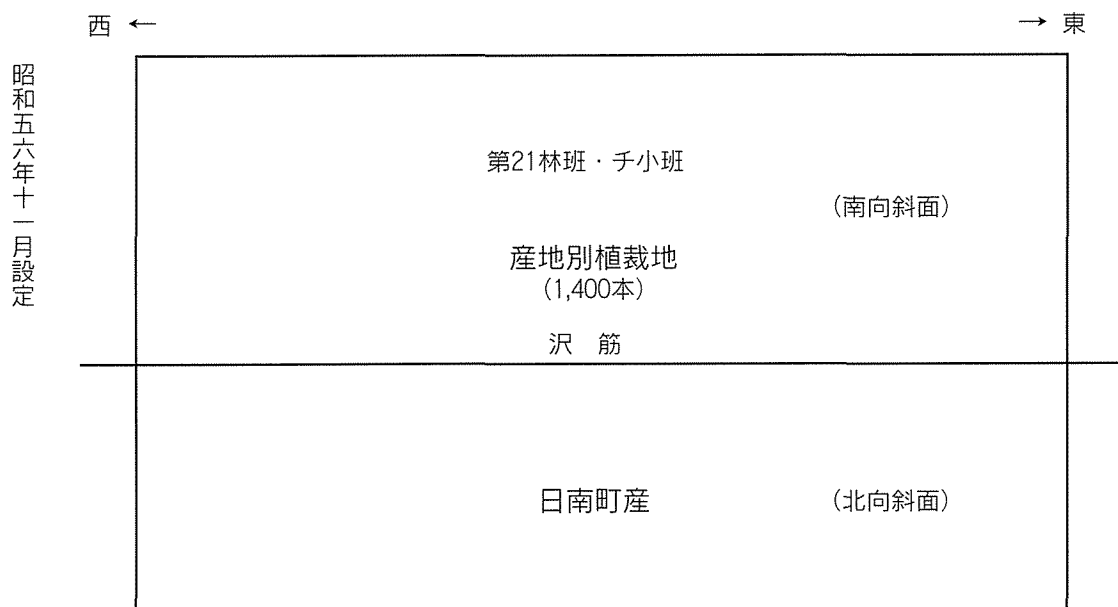 西 ←
→ 東
昭和五六年十一月設定
第21林班・チ小班
(南向斜面)
産地別植栽地
(1,400本)
沢 筋
日南町産
(北向斜面)